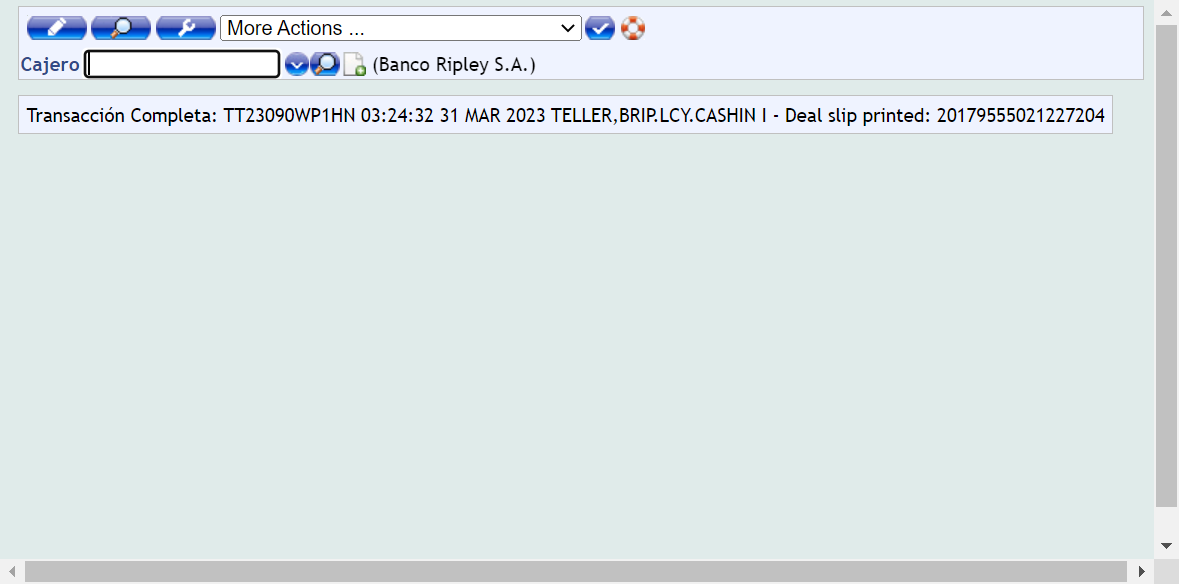 More Actions ...
Cajero (Banco Ripley S.A.)
Transacción Completa: TT23090WP1HN 03:24:32 31 MAR 2023 TELLER,BRIP.LCY.CASHIN I - Deal slip printed: 20179555021227204